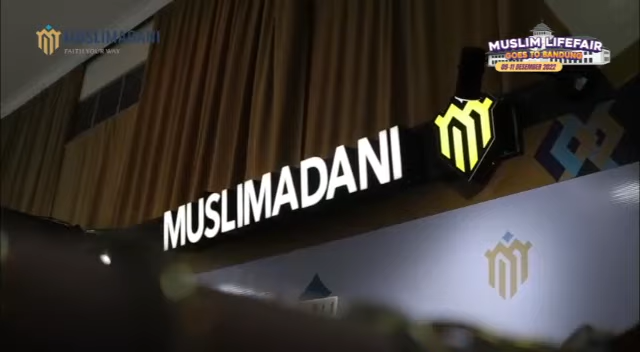 MUSLIMADANI
FAITH YOUR WAY
MUSLIM LIFEFAIR
GOES TO BANDUNG
09-11 DESEMBER 2022
MUSLIMADANI